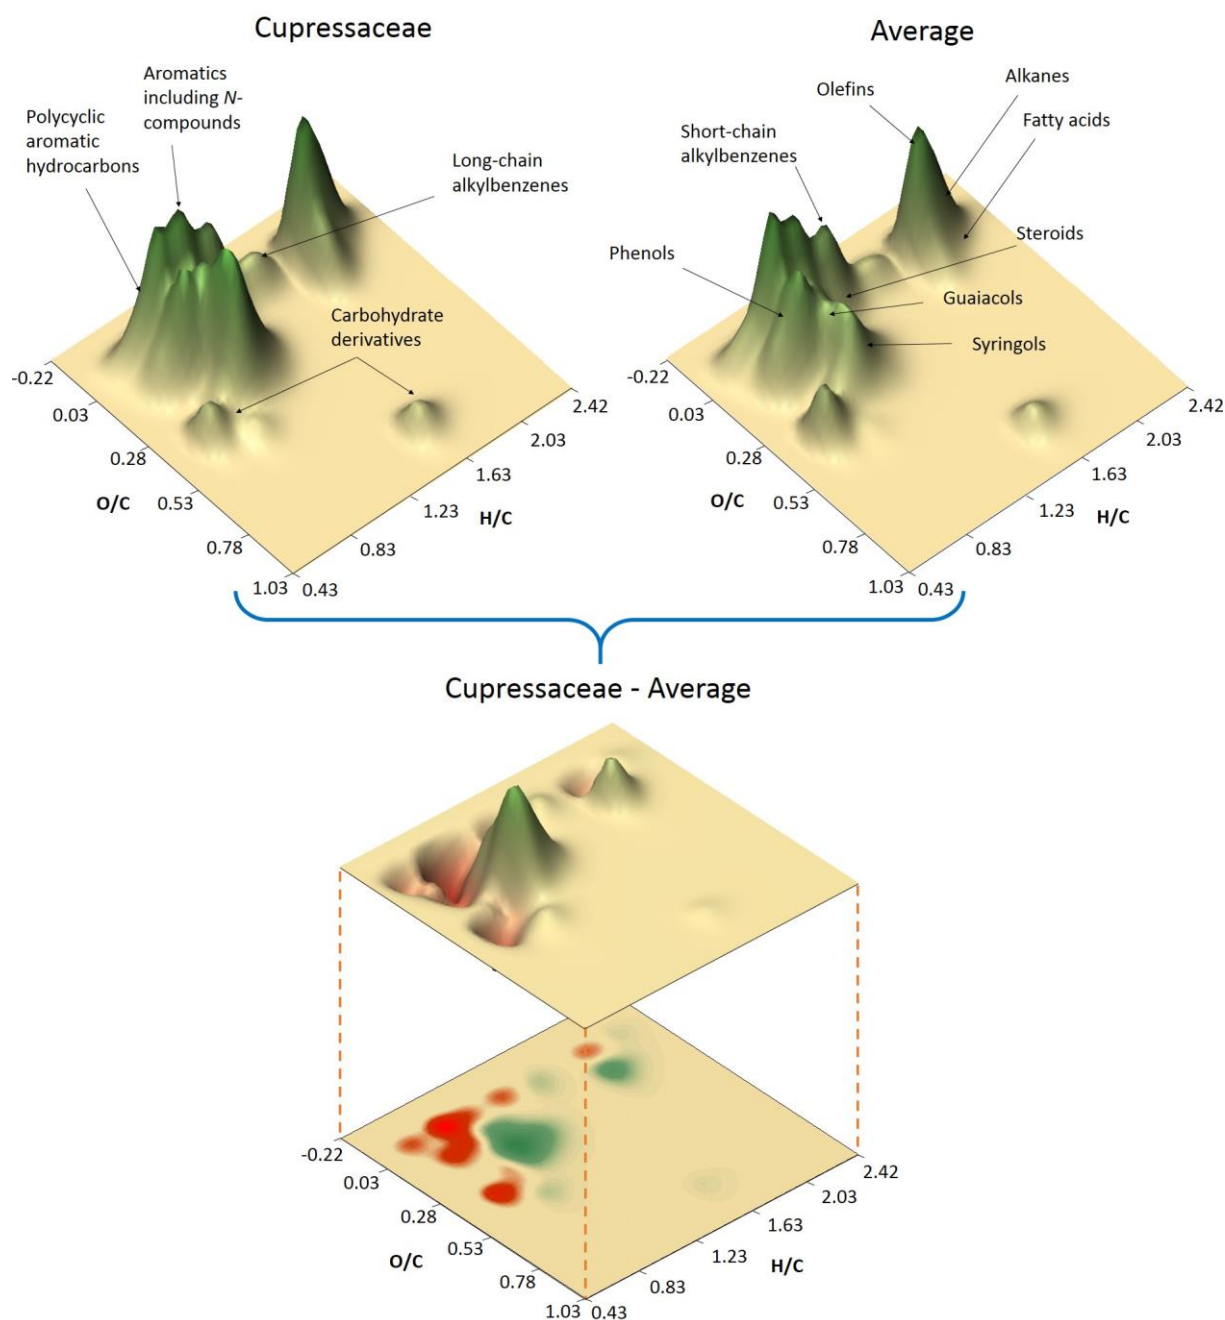 Cupressaceae
Average
Aromatics
including N-
compounds
Polycyclic
aromatic
hydrocarbons
Long-chain
alkylbenzenes
Carbohydrate
derivatives
-0.22
0.03
0.28
0.53
0.78
1.03
O/C
0.43
0.83
1.23
1.63
2.03
2.42
H/C
Olefins
Alkanes
Fatty acids
Short-chain
alkylbenzenes
Phenols
Steroids
Guaiacols
Syringols
-0.22
0.03
0.28
0.53
0.78
1.03
O/C
0.43
0.83
1.23
1.63
2.03
2.42
H/C
Cupressaceae - Average
-0.22
0.03
0.28
0.53
0.78
1.03
O/C
0.43
0.83
1.23
1.63
2.03
2.42
H/C